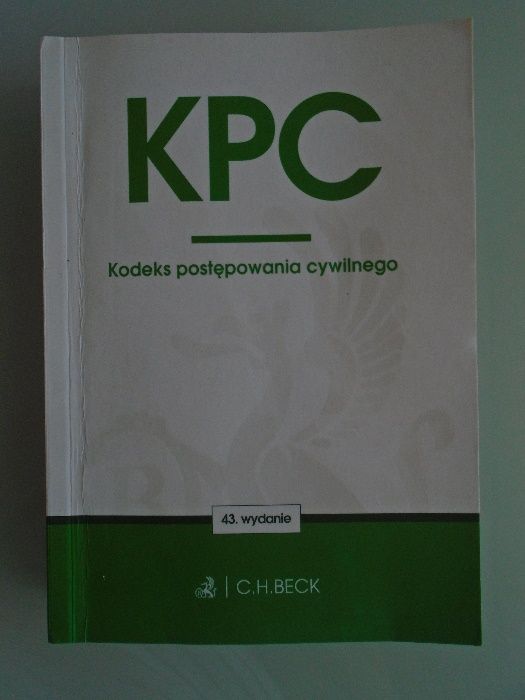 KPC
Kodeks postępowania cywilnego
43. wydanie
C.H.BECK